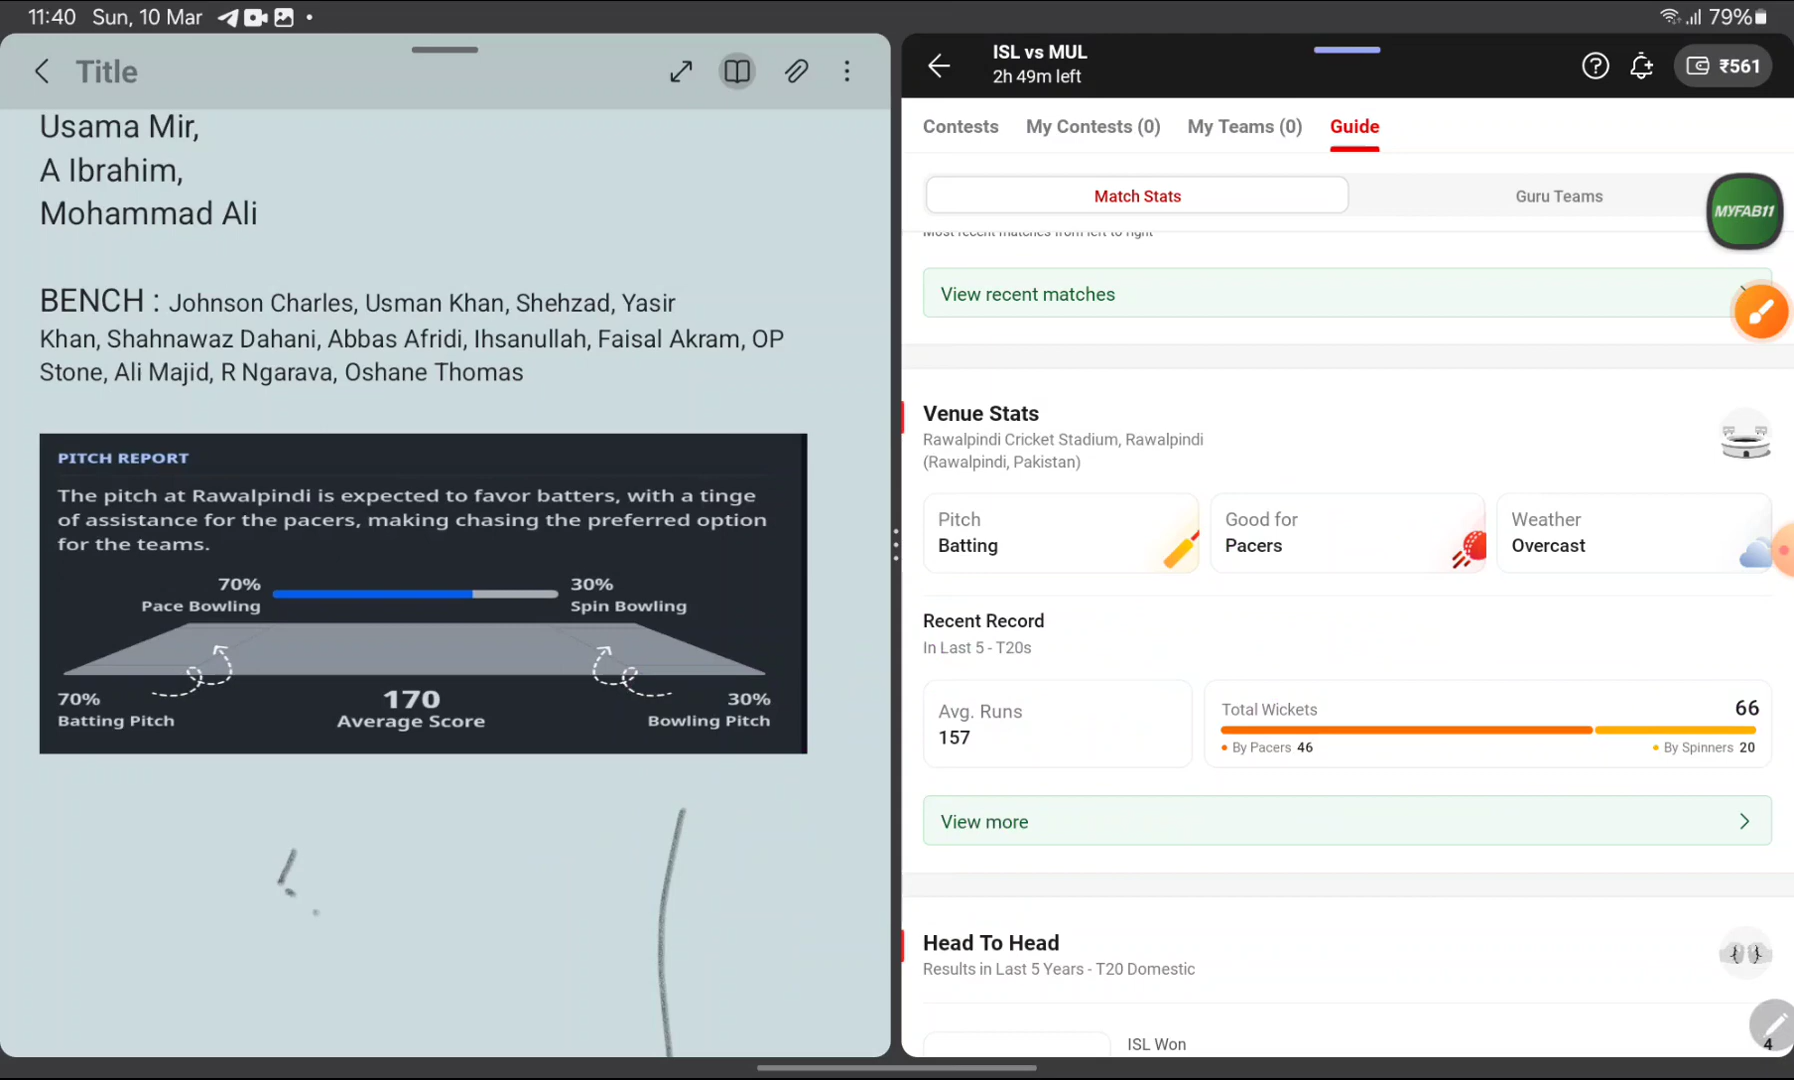 11:40 Sun, 10 Mar
79%
Title
Usama Mir,
A Ibrahim,
Mohammad Ali
BENCH : Johnson Charles, Usman Khan, Shehzad, Yasir
Khan, Shahnawaz Dahani, Abbas Afridi, Ihsanullah, Faisal Akram, OP
Stone, Ali Majid, R Ngarava, Oshane Thomas
PITCH REPORT
The pitch at Rawalpindi is expected to favor batters, with a tinge
of assistance for the pacers, making chasing the preferred option
for the teams.
70% 30%
Pace Bowling Spin Bowling
70% 170 30%
Batting Pitch Average Score Bowling Pitch
ISL vs MUL
2h 49m left
₹561
Contests My Contests (0) My Teams (0) Guide
Match Stats Guru Teams
MYFAB11
Most recent matches from left to right
View recent matches
Venue Stats
Rawalpindi Cricket Stadium, Rawalpindi
(Rawalpindi, Pakistan)
Pitch Good for Weather
Batting Pacers Overcast
Recent Record
In Last 5 - T20s
Avg. Runs Total Wickets 66
157
By Pacers 46 By Spinners 20
View more
Head To Head
Results in Last 5 Years - T20 Domestic
ISL Won
4